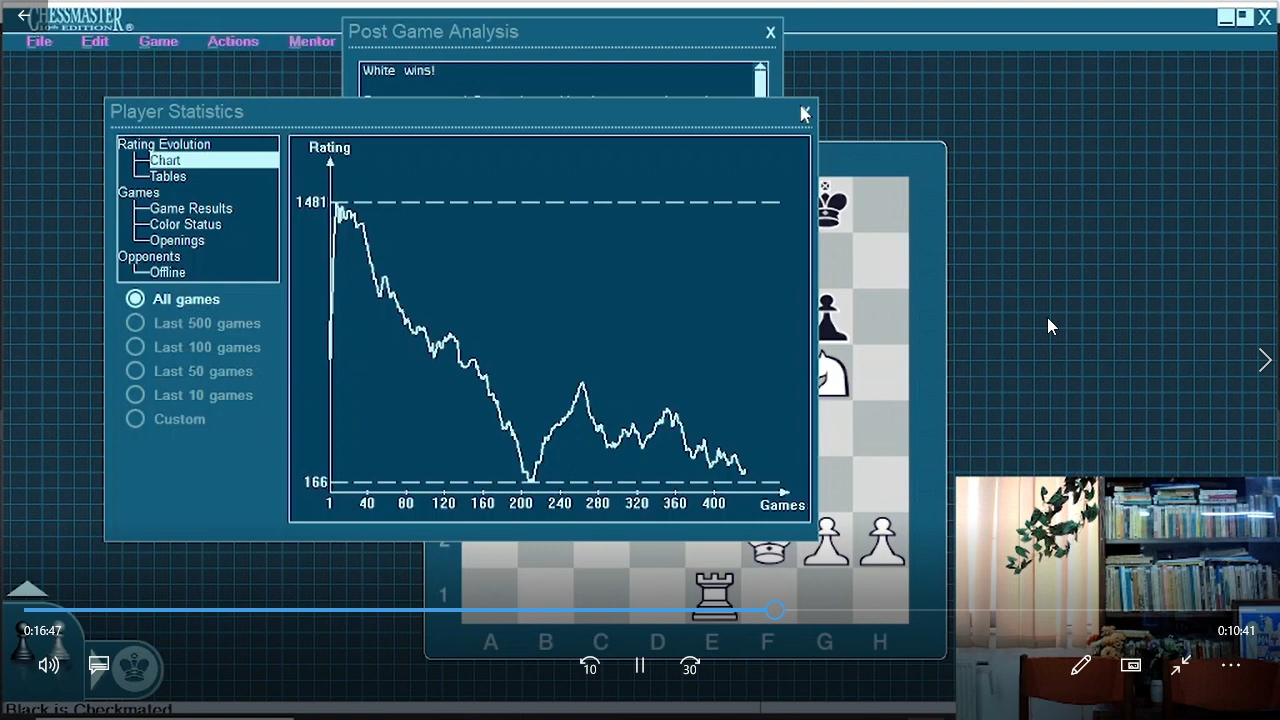 CHESSMASTER
10th EDITION®
File Edit Game Actions Mentor
Post Game Analysis X
White wins!
Player Statistics
Rating Evolution
Chart
Tables
Games
Game Results
Color Status
Openings
Opponents
Offline
All games
Last 500 games
Last 100 games
Last 50 games
Last 10 games
Custom
Rating
1481
166
1 40 80 120 160 200 240 280 320 360 400
Games
2
1
A B C D E F G H
0:16:47
0:10:41
10
30
Black is Checkmated